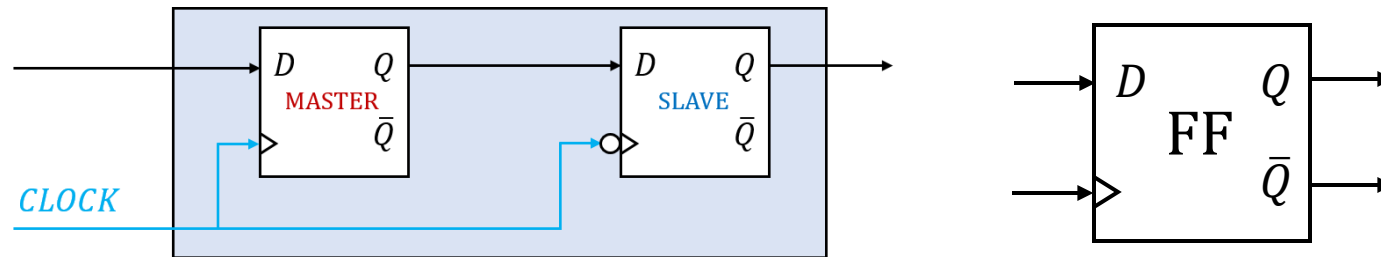 D Q
MASTER
Q̄
D Q
SLAVE
Q̄
CLOCK
D Q
FF
Q̄